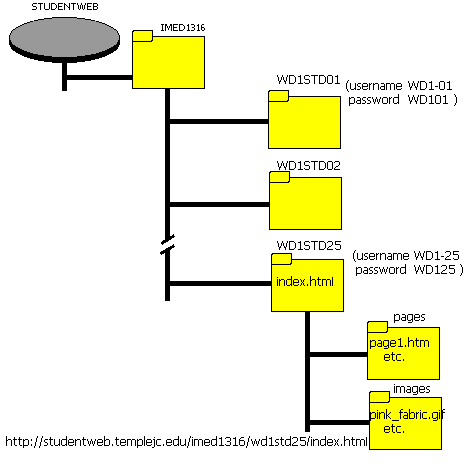 STUDENTWEB
IMED1316
WD1STD01
(username WD1-01
password WD101 )
WD1STD02
WD1STD25
(username WD1-25
password WD125 )
index.html
pages
page1.htm
etc.
images
pink_fabric.gif
etc.
http://studentweb.templejc.edu/imed1316/wd1std25/index.html